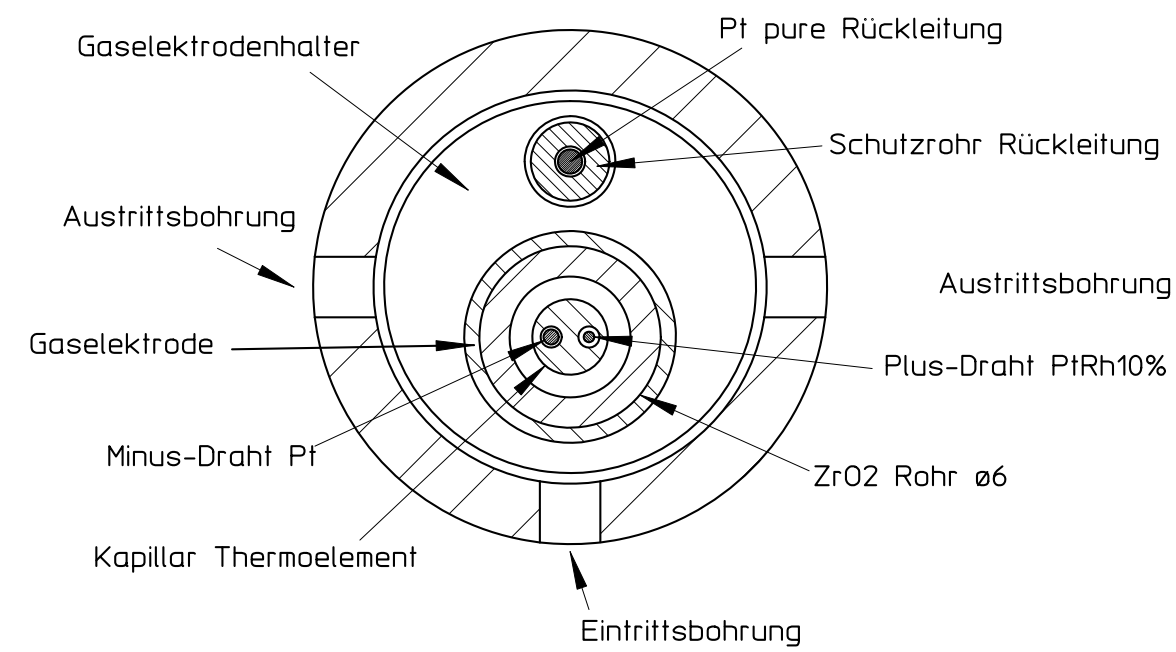 Pt pure Rückleitung
Gaselektrodenhalter
Schutzrohr Rückleitung
Austrittsbohrung
Austrittsbohrung
Gaselektrode
Plus-Draht PtRh10%
Minus-Draht Pt
ZrO2 Rohr ø6
Kapillar Thermoelement
Eintrittsbohrung